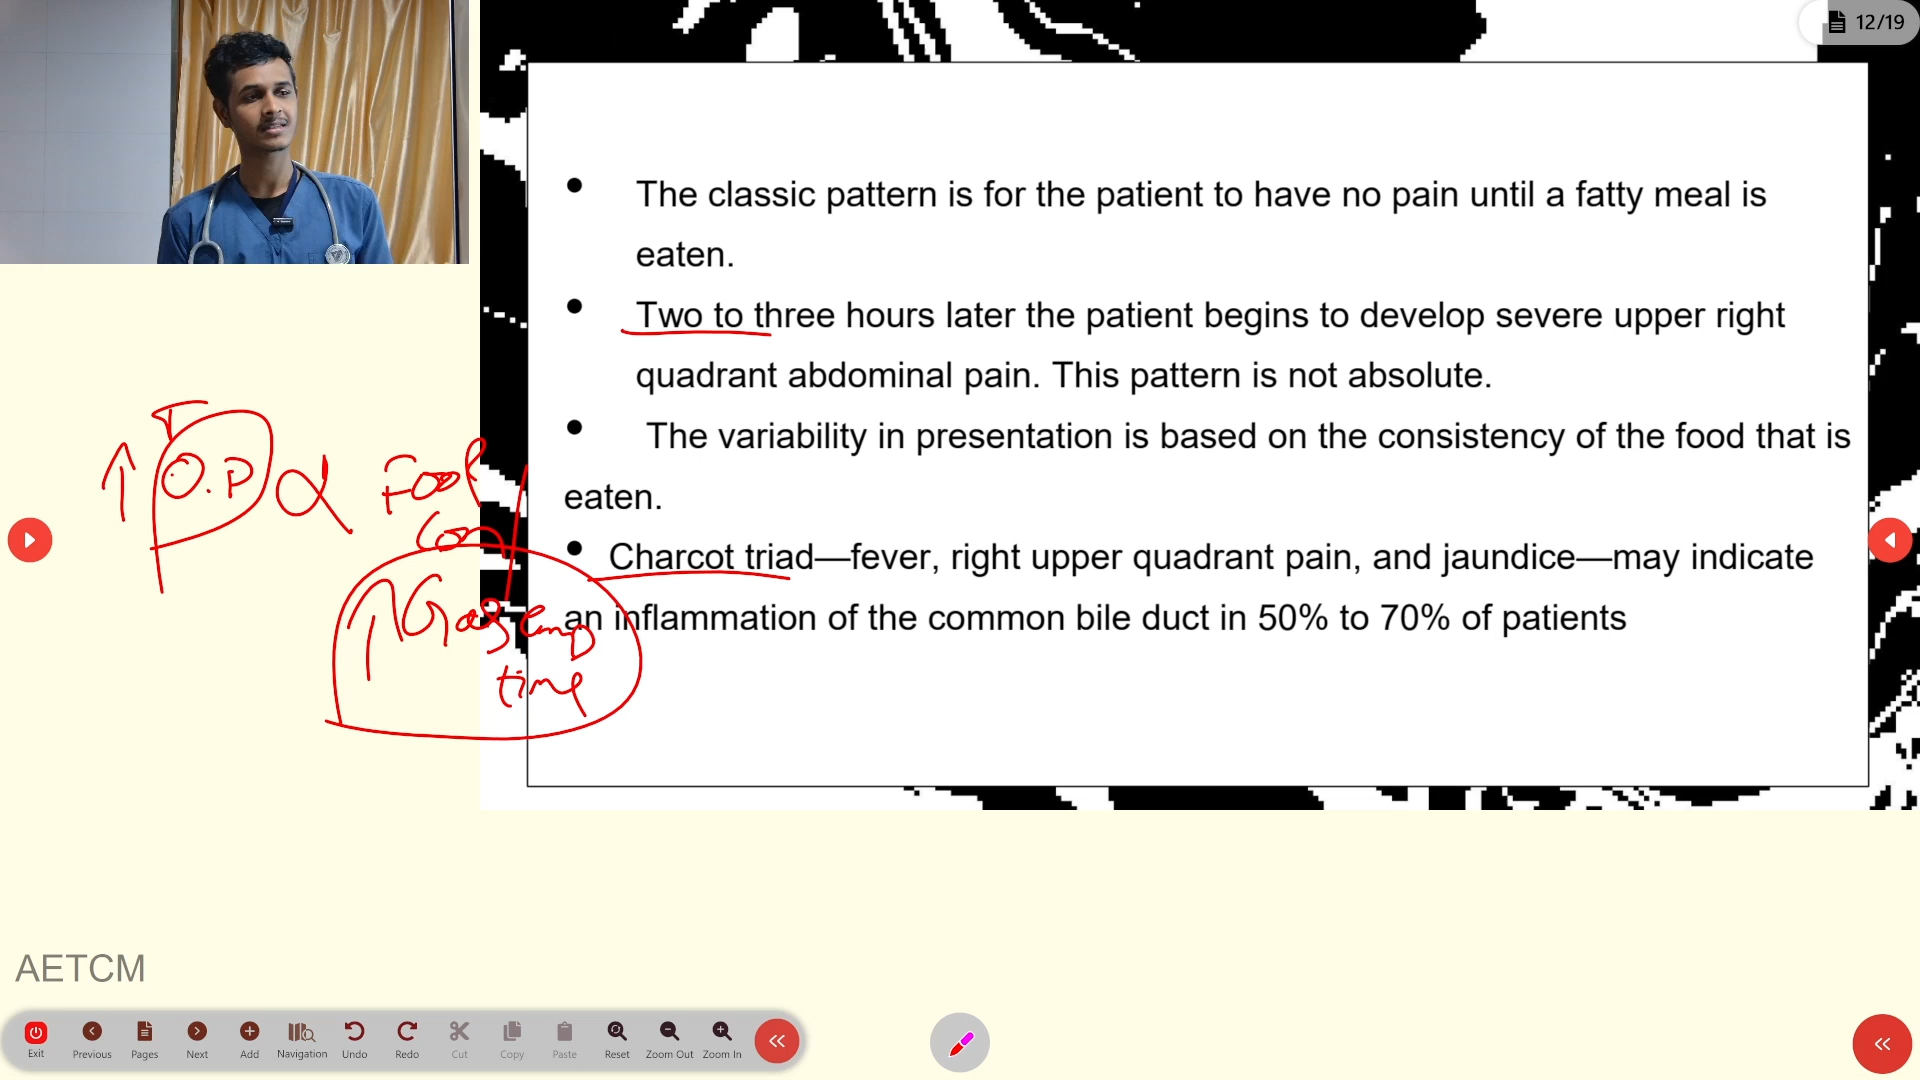 12/19
• The classic pattern is for the patient to have no pain until a fatty meal is
eaten.
• Two to three hours later the patient begins to develop severe upper right
quadrant abdominal pain. This pattern is not absolute.
• The variability in presentation is based on the consistency of the food that is
eaten.
• Charcot triad—fever, right upper quadrant pain, and jaundice—may indicate
an inflammation of the common bile duct in 50% to 70% of patients
↑ O.P ∝ Food
Con
↑ Gas emp
time
AETCM
Exit Previous Pages Next Add Navigation Undo Redo Cut Copy Paste Reset Zoom Out Zoom In